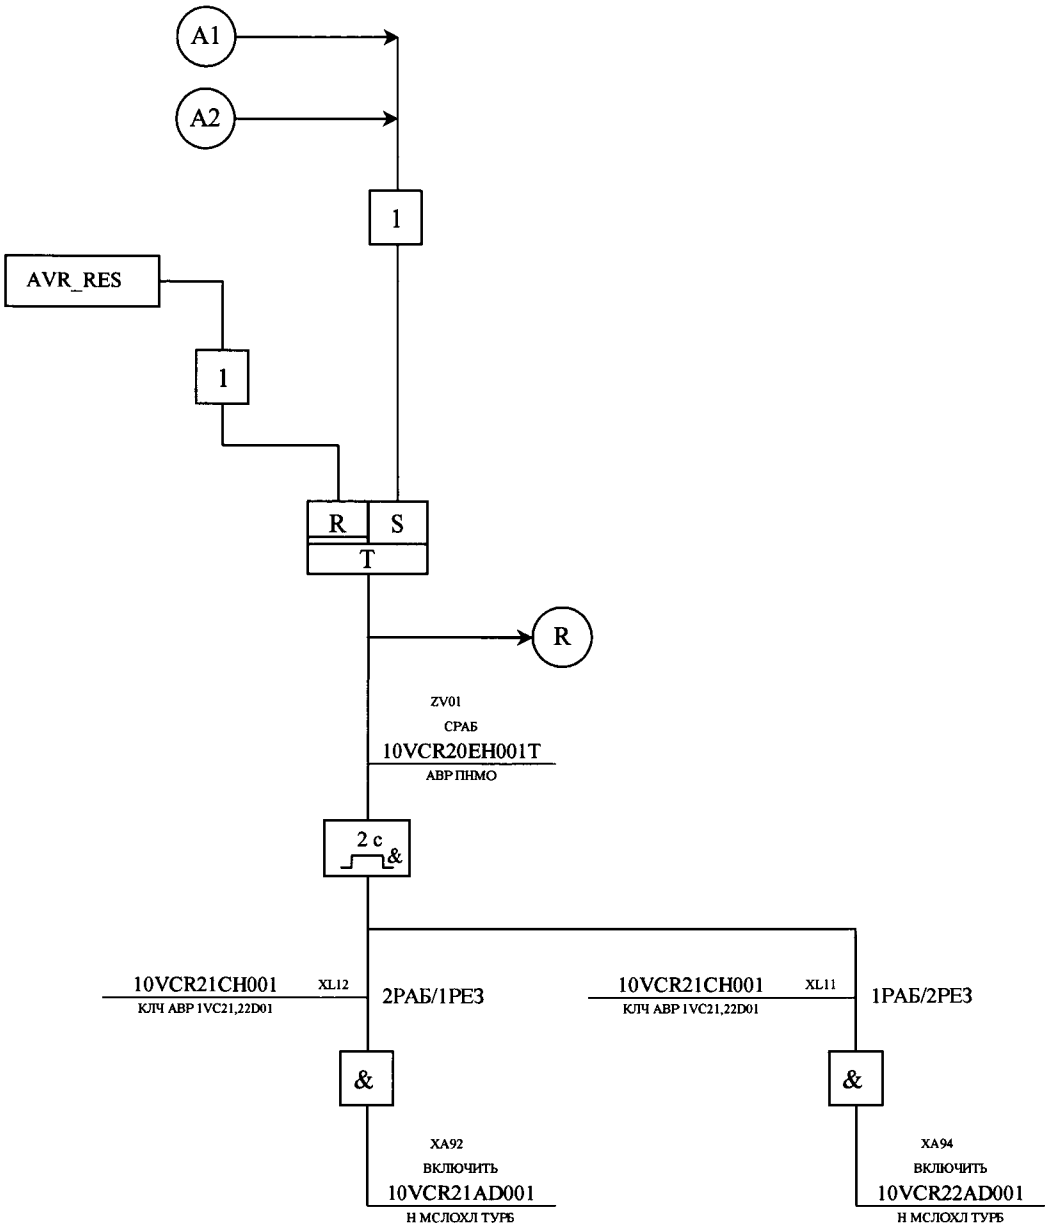 A1
A2
1
AVR_RES
1
R S
T
R
ZV01
СРАБ
10VCR20EH001T
АВР ПНМО
2 с
&
10VCR21CH001 XL12 2РАБ/1РЕЗ
КЛЧ АВР 1VC21,22D01
10VCR21CH001 XL11 1РАБ/2РЕЗ
КЛЧ АВР 1VC21,22D01
& &
XA92 XA94
ВКЛЮЧИТЬ ВКЛЮЧИТЬ
10VCR21AD001 10VCR22AD001
Н МСЛОХЛ ТУРБ Н МСЛОХЛ ТУРБ